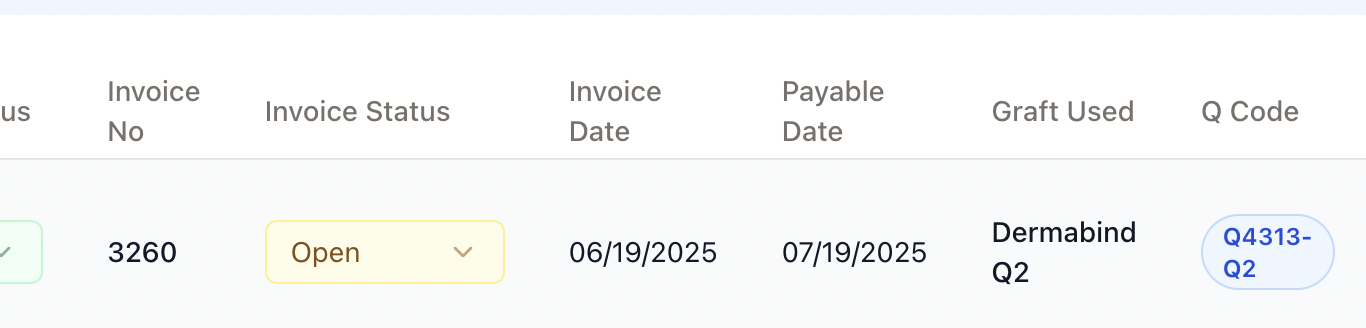 us
Invoice No
Invoice Status
Invoice Date
Payable Date
Graft Used
Q Code
3260
Open
06/19/2025
07/19/2025
Dermabind Q2
Q4313-Q2